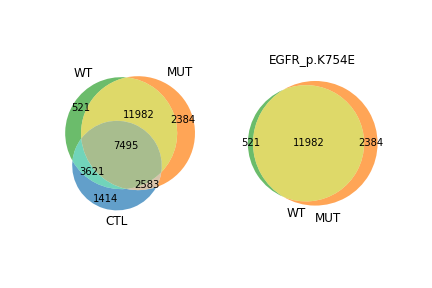 WT
MUT
521
11982
2384
7495
3621
2583
1414
CTL
EGFR_p.K754E
521
11982
2384
WT
MUT